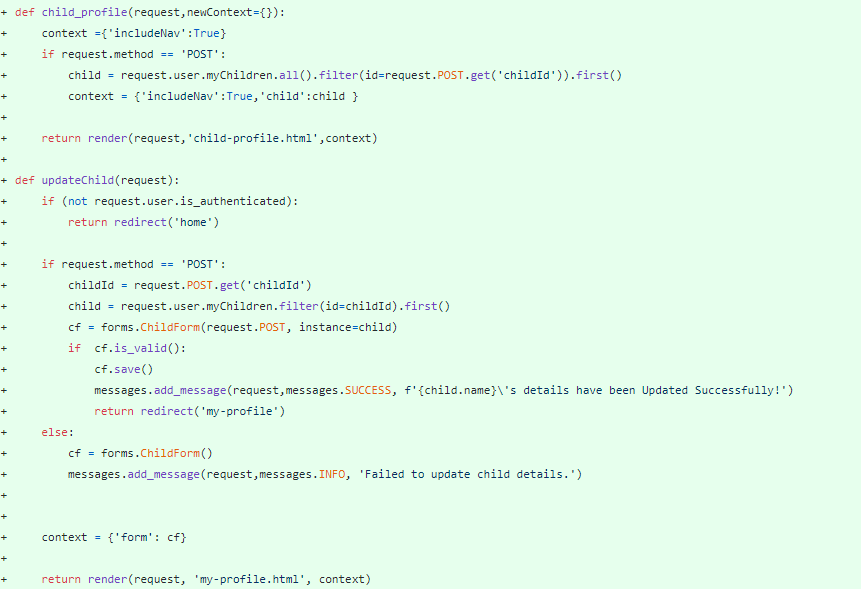 + def child_profile(request,newContext={}):
+     context ={'includeNav':True}
+     if request.method == 'POST':
+         child = request.user.myChildren.all().filter(id=request.POST.get('childId')).first()
+         context = {'includeNav':True,'child':child }
+
+     return render(request,'child-profile.html',context)
+
+ def updateChild(request):
+     if (not request.user.is_authenticated):
+         return redirect('home')
+
+     if request.method == 'POST':
+         childId = request.POST.get('childId')
+         child = request.user.myChildren.filter(id=childId).first()
+         cf = forms.ChildForm(request.POST, instance=child)
+         if  cf.is_valid():
+             cf.save()
+             messages.add_message(request,messages.SUCCESS, f'{child.name}\'s details have been Updated Successfully!')
+             return redirect('my-profile')
+     else:
+         cf = forms.ChildForm()
+         messages.add_message(request,messages.INFO, 'Failed to update child details.')
+
+
+     context = {'form': cf}
+
+     return render(request, 'my-profile.html', context)